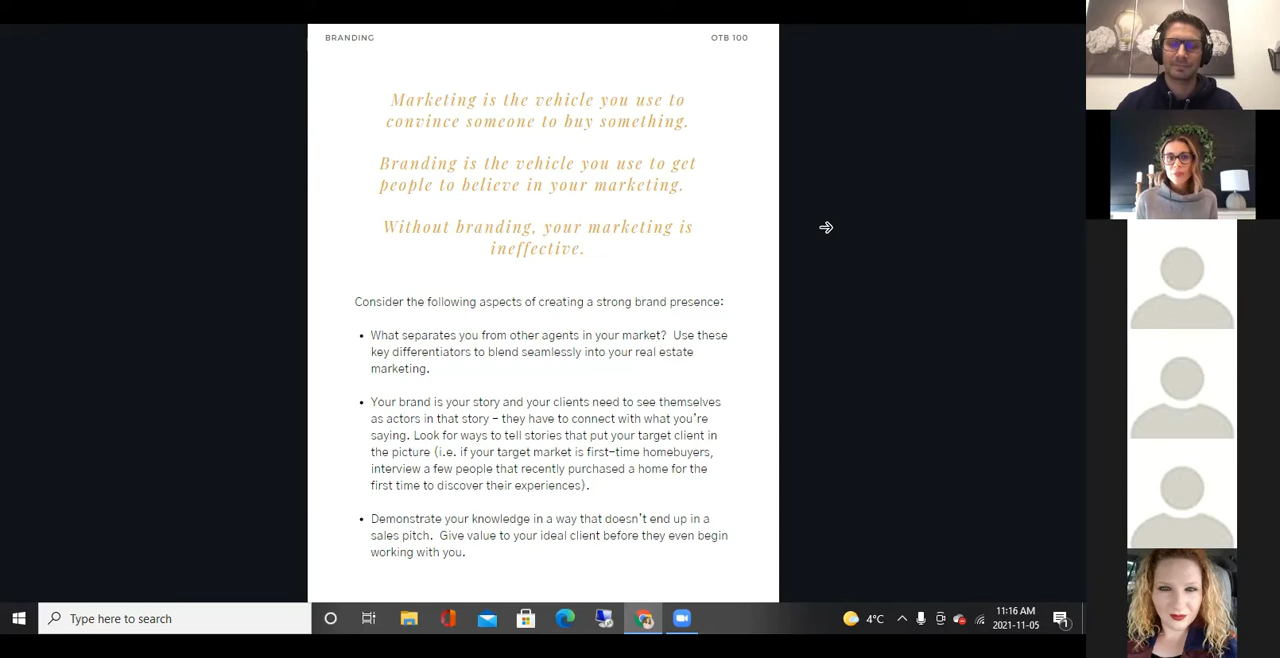 BRANDING
OTB 100
Marketing is the vehicle you use to
convince someone to buy something.
Branding is the vehicle you use to get
people to believe in your marketing.
Without branding, your marketing is
ineffective.
Consider the following aspects of creating a strong brand presence:
• What separates you from other agents in your market?  Use these
key differentiators to blend seamlessly into your real estate
marketing.
• Your brand is your story and your clients need to see themselves
as actors in that story – they have to connect with what you're
saying. Look for ways to tell stories that put your target client in
the picture (i.e. if your target market is first-time homebuyers,
interview a few people that recently purchased a home for the
first time to discover their experiences).
• Demonstrate your knowledge in a way that doesn't end up in a
sales pitch.  Give value to your ideal client before they even begin
working with you.
Type here to search
4°C
11:16 AM
2021-11-05
1